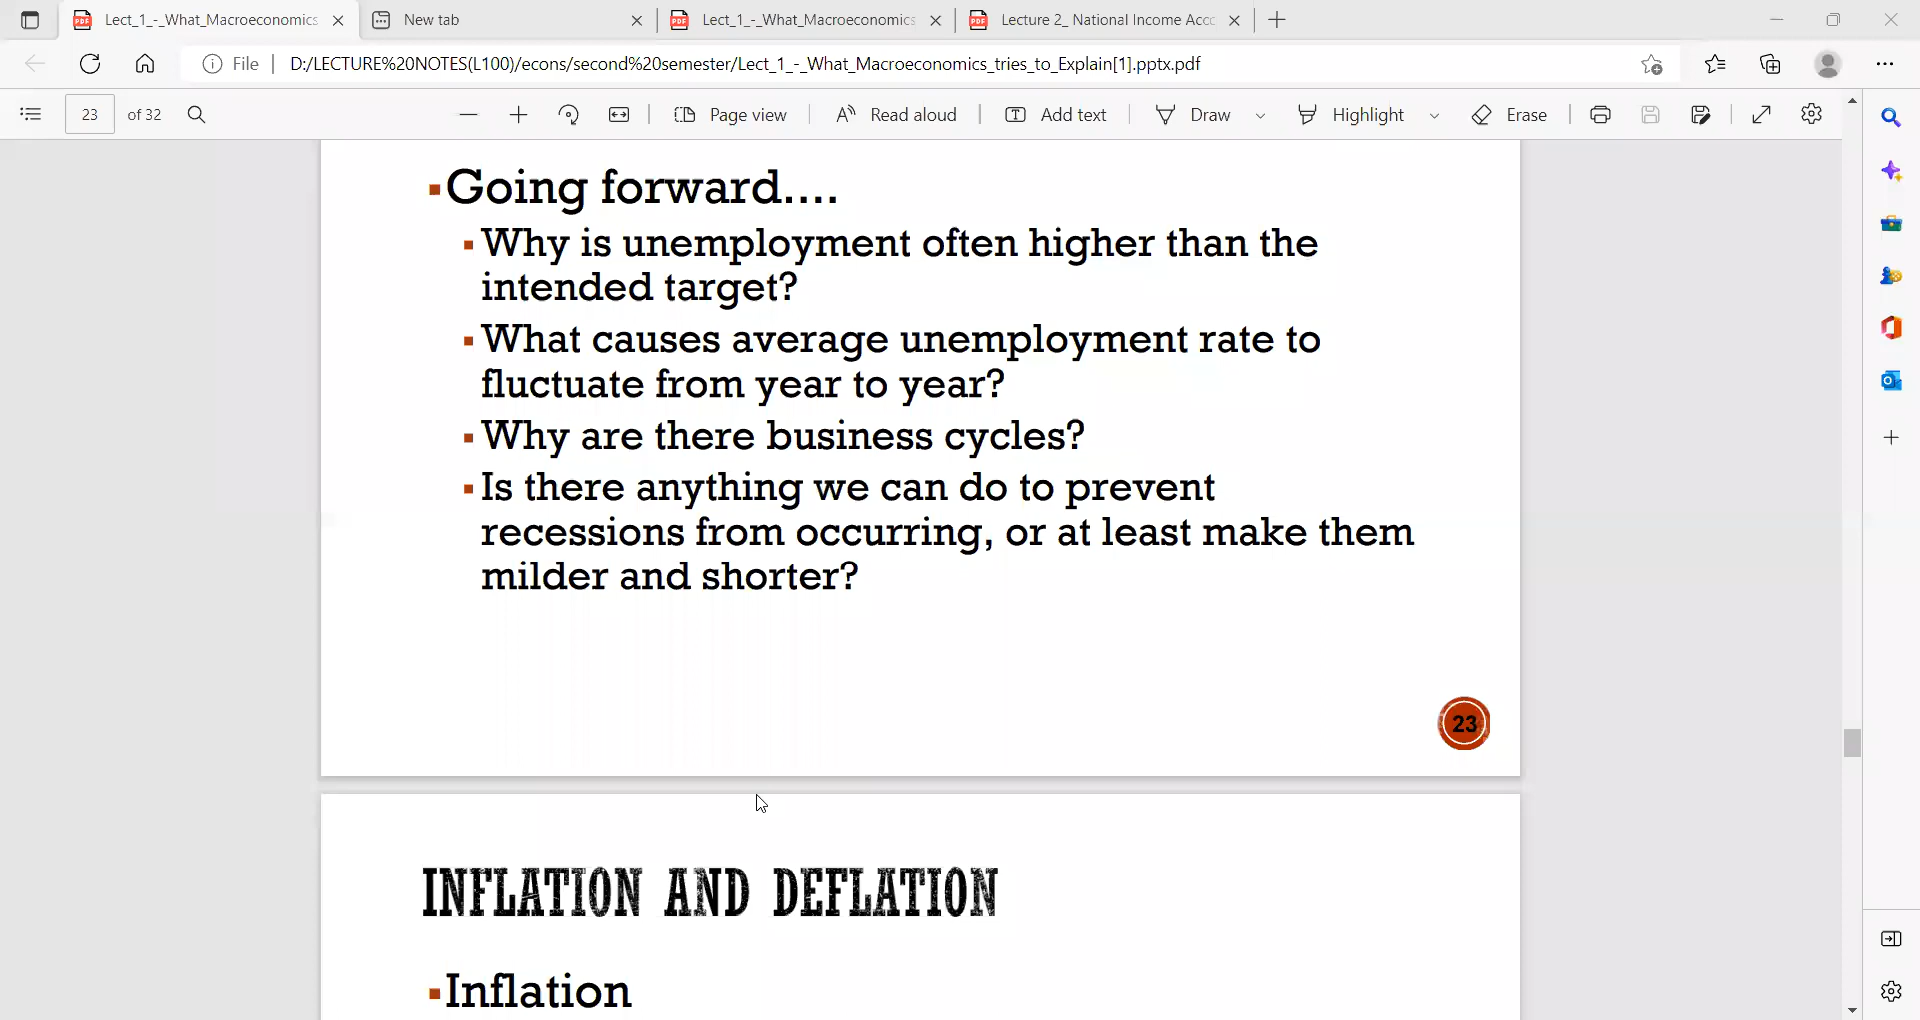 Lect_1_-_What_Macroeconomics
New tab
Lect_1_-_What_Macroeconomics
Lecture 2_ National Income Acc
File
D:/LECTURE%20NOTES(L100)/econs/second%20semester/Lect_1_-_What_Macroeconomics_tries_to_Explain[1].pptx.pdf
23 of 32
Page view
Read aloud
Add text
Draw
Highlight
Erase
▪Going forward....
▪Why is unemployment often higher than the
intended target?
▪What causes average unemployment rate to
fluctuate from year to year?
▪Why are there business cycles?
▪Is there anything we can do to prevent
recessions from occurring, or at least make them
milder and shorter?
23
INFLATION AND DEFLATION
▪Inflation